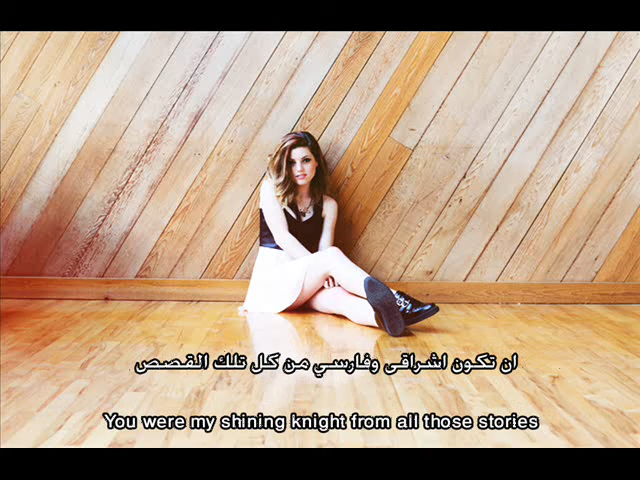 ان تكون اشراقى وفارسي من كل تلك القصص
You were my shining knight from all those stories